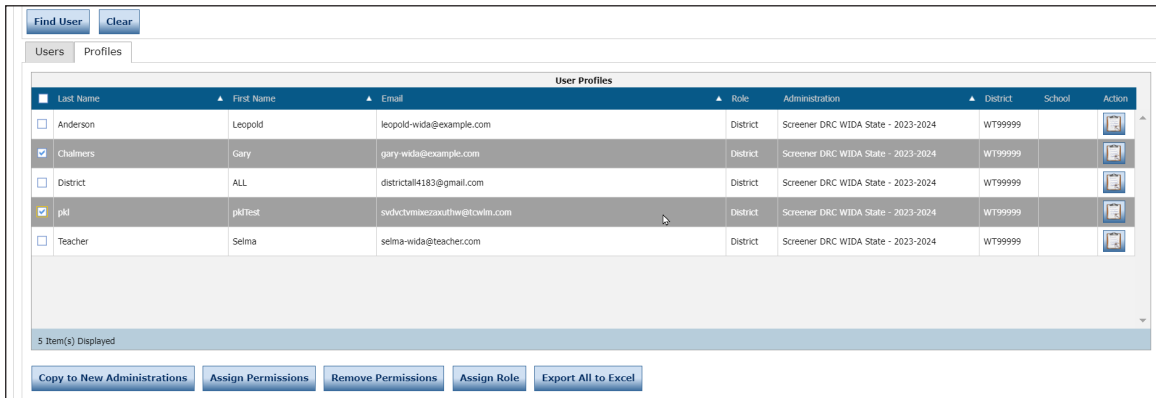 Find User Clear
Users Profiles
User Profiles
Last Name First Name Email Role Administration District School Action
Anderson Leopold leopold-wida@example.com District Screener DRC WIDA State - 2023-2024 WT99999
Chalmers Gary gary-wida@example.com District Screener DRC WIDA State - 2023-2024 WT99999
District ALL districtall4183@gmail.com District Screener DRC WIDA State - 2023-2024 WT99999
pkl pklTest svdvctvmixezaxuthw@tcwlm.com District Screener DRC WIDA State - 2023-2024 WT99999
Teacher Selma selma-wida@teacher.com District Screener DRC WIDA State - 2023-2024 WT99999
5 Item(s) Displayed
Copy to New Administrations Assign Permissions Remove Permissions Assign Role Export All to Excel